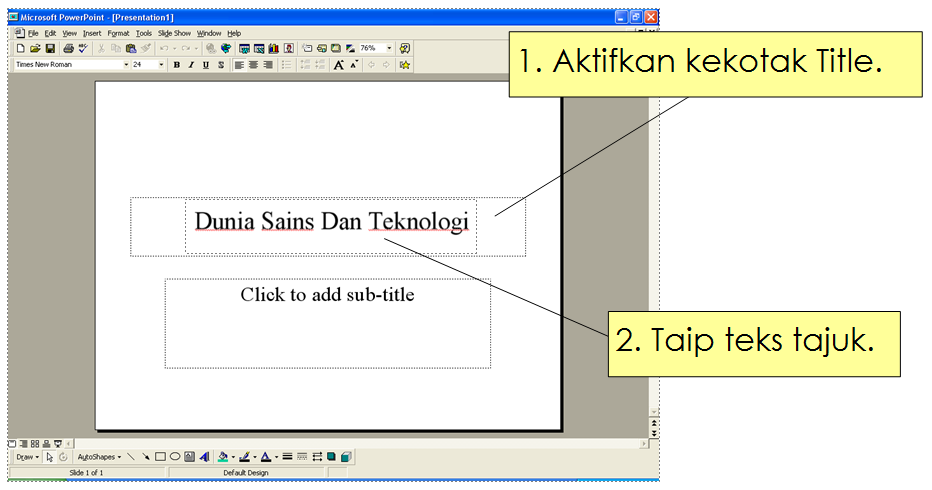 Microsoft PowerPoint - [Presentation1]
File Edit View Insert Format Tools Slide Show Window Help
76%
Times New Roman 24 B I U S A A
1. Aktifkan kekotak Title.
Dunia Sains Dan Teknologi
Click to add sub-title
2. Taip teks tajuk.
Draw AutoShapes A
Slide 1 of 1 Default Design